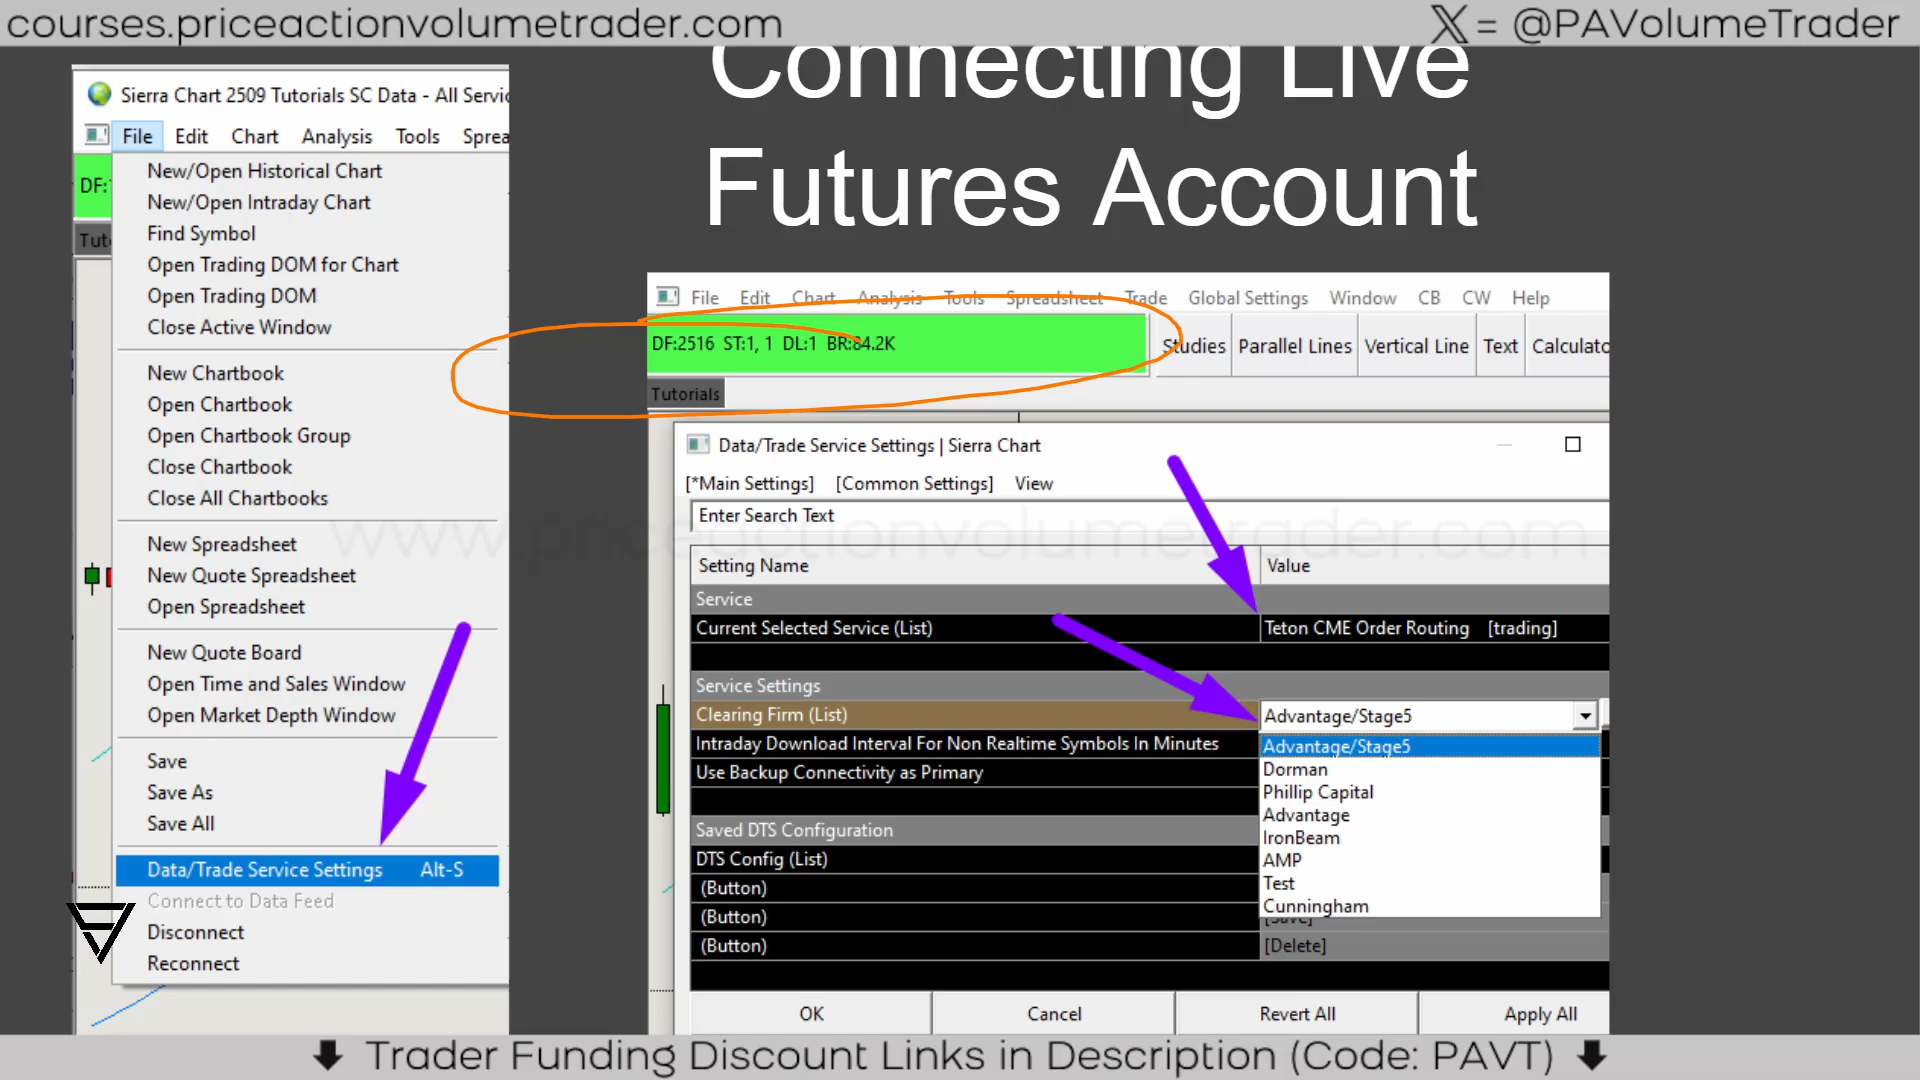 courses.priceactionvolumetrader.com
X = @PAVolumeTrader
Connecting Live
Futures Account
Sierra Chart 2509 Tutorials SC Data - All Servic
File Edit Chart Analysis Tools Sprea
DF:
Tut
New/Open Historical Chart
New/Open Intraday Chart
Find Symbol
Open Trading DOM for Chart
Open Trading DOM
Close Active Window
New Chartbook
Open Chartbook
Open Chartbook Group
Close Chartbook
Close All Chartbooks
New Spreadsheet
New Quote Spreadsheet
Open Spreadsheet
New Quote Board
Open Time and Sales Window
Open Market Depth Window
Save
Save As
Save All
Data/Trade Service Settings Alt-S
Connect to Data Feed
Disconnect
Reconnect
File Edit Chart Analysis Tools Spreadsheet Trade Global Settings Window CB CW Help
DF:2516 ST:1, 1 DL:1 BR:84.2K
Studies Parallel Lines Vertical Line Text Calculato
Tutorials
Data/Trade Service Settings | Sierra Chart
[*Main Settings] [Common Settings] View
Enter Search Text
www.priceactionvolumetrader.com
Setting Name Value
Service
Current Selected Service (List) Teton CME Order Routing [trading]
Service Settings
Clearing Firm (List) Advantage/Stage5
Intraday Download Interval For Non Realtime Symbols In Minutes
Use Backup Connectivity as Primary
Advantage/Stage5
Dorman
Phillip Capital
Advantage
IronBeam
AMP
Test
Cunningham
Saved DTS Configuration
DTS Config (List)
(Button)
(Button) [Save]
(Button) [Delete]
OK Cancel Revert All Apply All
Trader Funding Discount Links in Description (Code: PAVT)